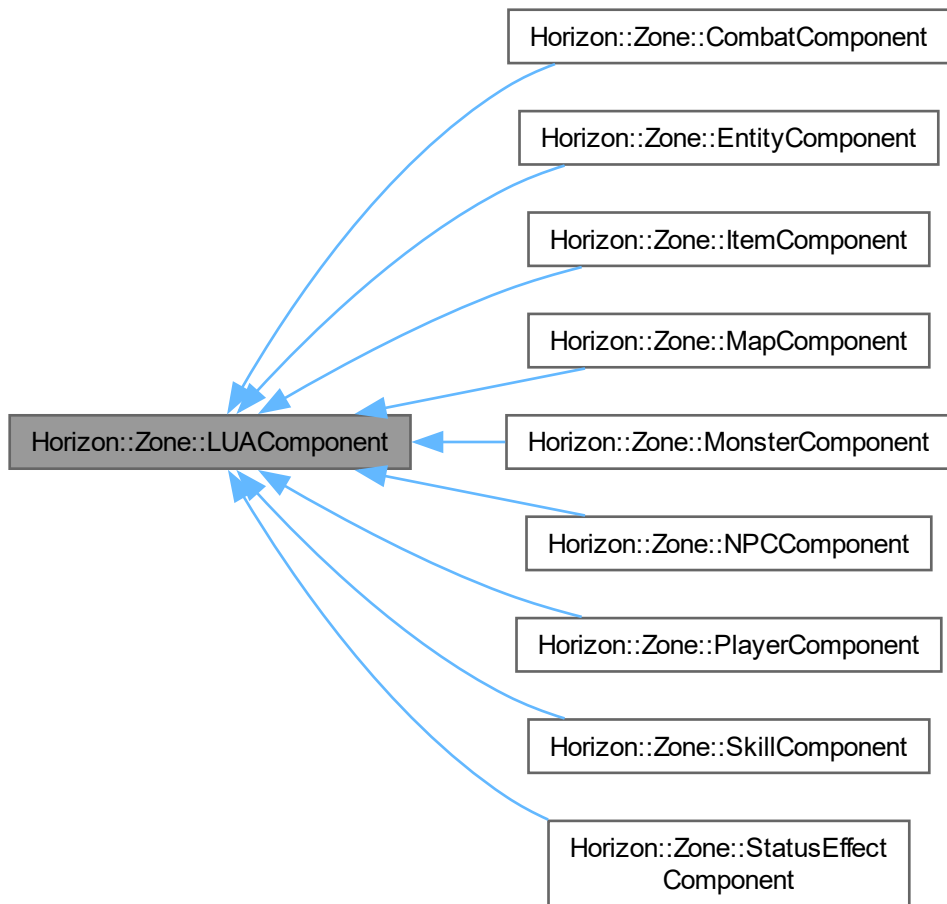 Horizon::Zone::CombatComponent
Horizon::Zone::EntityComponent
Horizon::Zone::ItemComponent
Horizon::Zone::MapComponent
Horizon::Zone::LUAComponent
Horizon::Zone::MonsterComponent
Horizon::Zone::NPCComponent
Horizon::Zone::PlayerComponent
Horizon::Zone::SkillComponent
Horizon::Zone::StatusEffect
Component